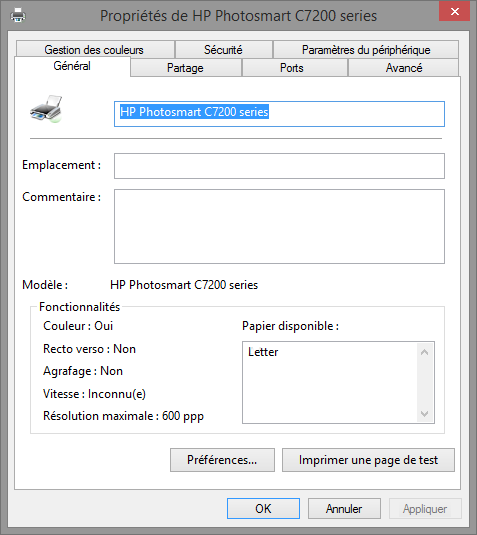 Propriétés de HP Photosmart C7200 series
Gestion des couleurs
Sécurité
Paramètres du périphérique
Général
Partage
Ports
Avancé
HP Photosmart C7200 series
Emplacement :
Commentaire :
Modèle :
HP Photosmart C7200 series
Fonctionnalités
Couleur : Oui
Papier disponible :
Recto verso : Non
Letter
Agrafage : Non
Vitesse : Inconnu(e)
Résolution maximale : 600 ppp
Préférences...
Imprimer une page de test
OK
Annuler
Appliquer